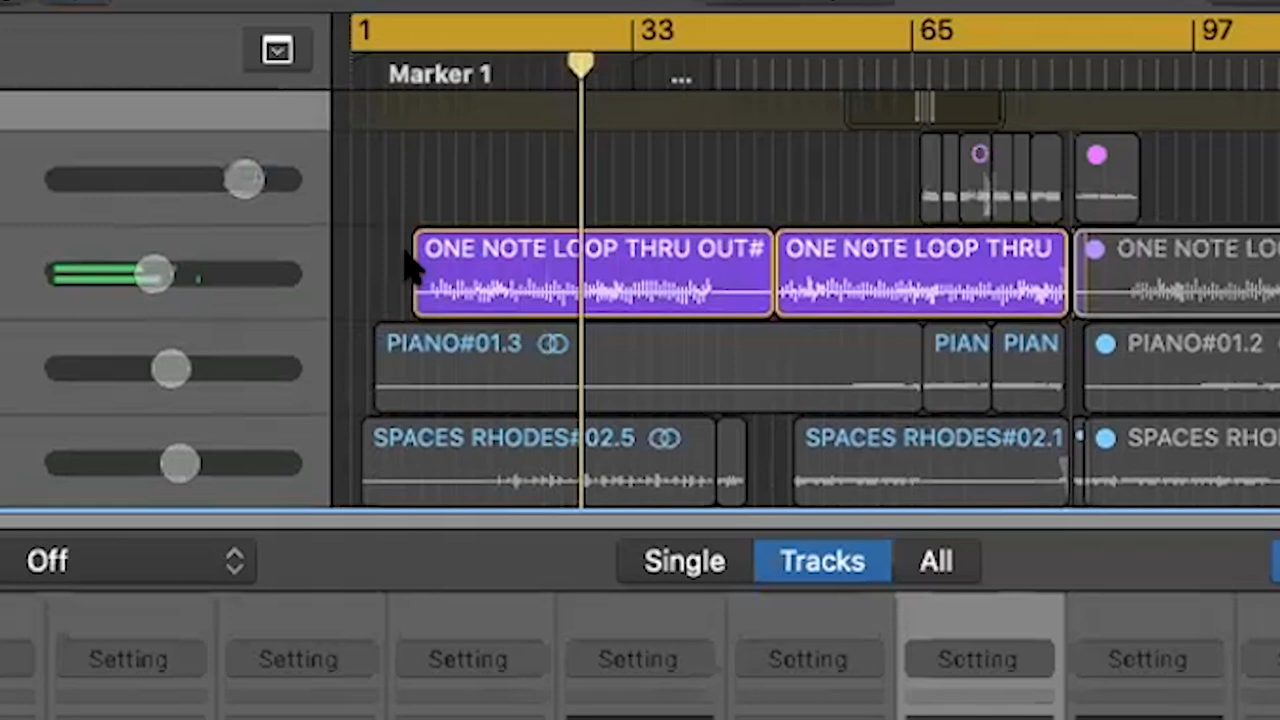 1 33 65 97
Marker 1 ...
ONE NOTE LOOP THRU OUT# ONE NOTE LOOP THRU ONE NOTE LO
PIANO#01.3 PIAN PIAN PIANO#01.2
SPACES RHODES#02.5 SPACES RHODES#02.1 SPACES RHO
Off Single Tracks All
Setting Setting Setting Setting Setting Setting Setting